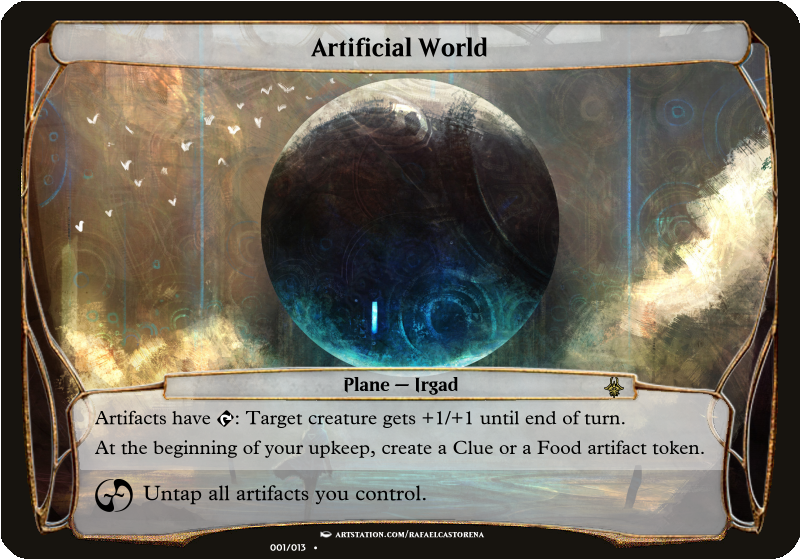 Artificial World
Plane — Irgad
Artifacts have : Target creature gets +1/+1 until end of turn.
At the beginning of your upkeep, create a Clue or a Food artifact token.
Untap all artifacts you control.
ARTSTATION.COM/RAFAELCASTORENA
001/013 •